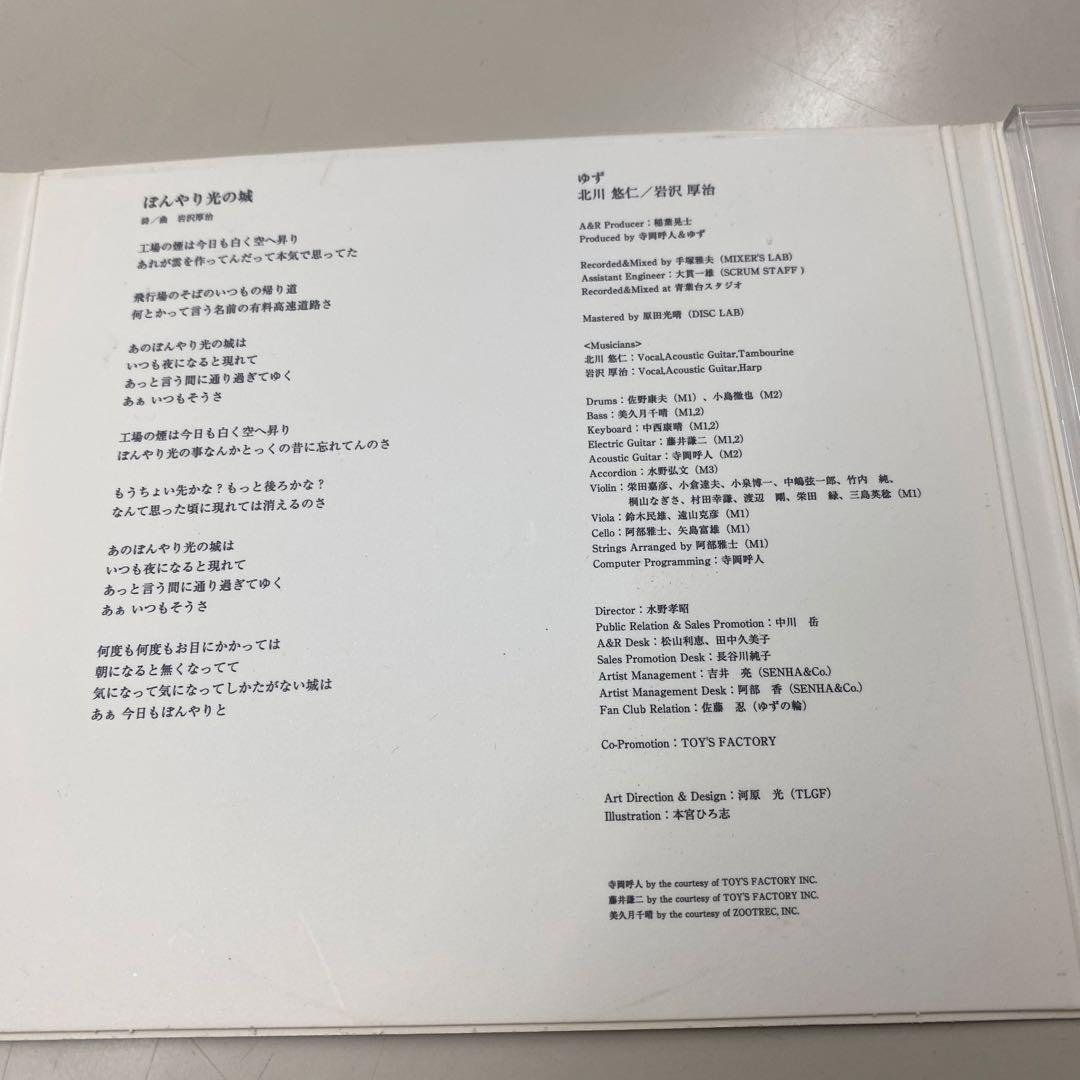 ぼんやり光の城
詩／曲　岩沢厚治
工場の煙は今日も白く空へ昇り
あれが雲を作ってんだって本気で思ってた
飛行場のそばのいつもの帰り道
何とかって言う名前の有料高速道路さ
あのぼんやり光の城は
いつも夜になると現れて
あっと言う間に通り過ぎてゆく
あぁ いつもそうさ
工場の煙は今日も白く空へ昇り
ぼんやり光の事なんかとっくの昔に忘れてんのさ
もうちょい先かな？もっと後ろかな？
なんて思った頃に現れては消えるのさ
あのぼんやり光の城は
いつも夜になると現れて
あっと言う間に通り過ぎてゆく
あぁ いつもそうさ
何度も何度もお目にかかっては
朝になると無くなってて
気になって気になってしかたがない城は
あぁ 今日もぼんやりと
ゆず
北川 悠仁／岩沢 厚治
A&R Producer：稲葉晃士
Produced by 寺岡呼人&ゆず
Recorded&Mixed by 手塚雅夫 (MIXER'S LAB)
Assistant Engineer：大貫一雄 (SCRUM STAFF )
Recorded&Mixed at 青葉台スタジオ
Mastered by 原田光晴 (DISC LAB)
<Musicians>
北川 悠仁：Vocal,Acoustic Guitar,Tambourine
岩沢 厚治：Vocal,Acoustic Guitar,Harp
Drums：佐野康夫（M1）、小島徹也（M2）
Bass：美久月千晴（M1,2）
Keyboard：中西康晴（M1,2）
Electric Guitar：藤井謙二（M1,2）
Acoustic Guitar：寺岡呼人（M2）
Accordion：水野弘文（M3）
Violin：栄田嘉彦、小倉達夫、小泉博一、中嶋弦一郎、竹内　純、
桐山なぎさ、村田幸謙、渡辺　剛、栄田　緑、三島英稔（M1）
Viola：鈴木民雄、遠山克彦（M1）
Cello：阿部雅士、矢島富雄（M1）
Strings Arranged by 阿部雅士（M1）
Computer Programming：寺岡呼人
Director：水野孝昭
Public Relation & Sales Promotion：中川　岳
A&R Desk：松山利恵、田中久美子
Sales Promotion Desk：長谷川純子
Artist Management：吉井　亮（SENHA&Co.）
Artist Management Desk：阿部　香（SENHA&Co.）
Fan Club Relation：佐藤　忍（ゆずの輪）
Co-Promotion：TOY'S FACTORY
Art Direction & Design：河原　光（TLGF）
Illustration：本宮ひろ志
寺岡呼人 by the courtesy of TOY'S FACTORY INC.
藤井謙二 by the courtesy of TOY'S FACTORY INC.
美久月千晴 by the courtesy of ZOOTREC, INC.